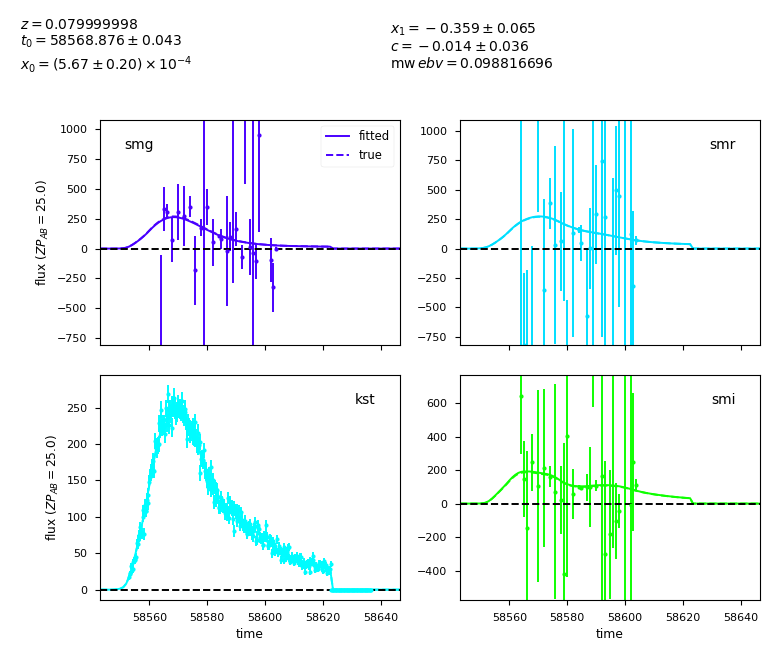 z = 0.079999998
t₀ = 58568.876 ± 0.043
x₀ = (5.67 ± 0.20) × 10⁻⁴
x₁ = −0.359 ± 0.065
c = −0.014 ± 0.036
mw ebv = 0.098816696
smg
fitted
true
1000
750
500
250
0
−250
−500
−750
flux (ZP_AB = 25.0)
smr
1000
750
500
250
0
−250
−500
−750
kst
250
200
150
100
50
0
flux (ZP_AB = 25.0)
58560 58580 58600 58620 58640
time
smi
600
400
200
0
−200
−400
58560 58580 58600 58620 58640
time